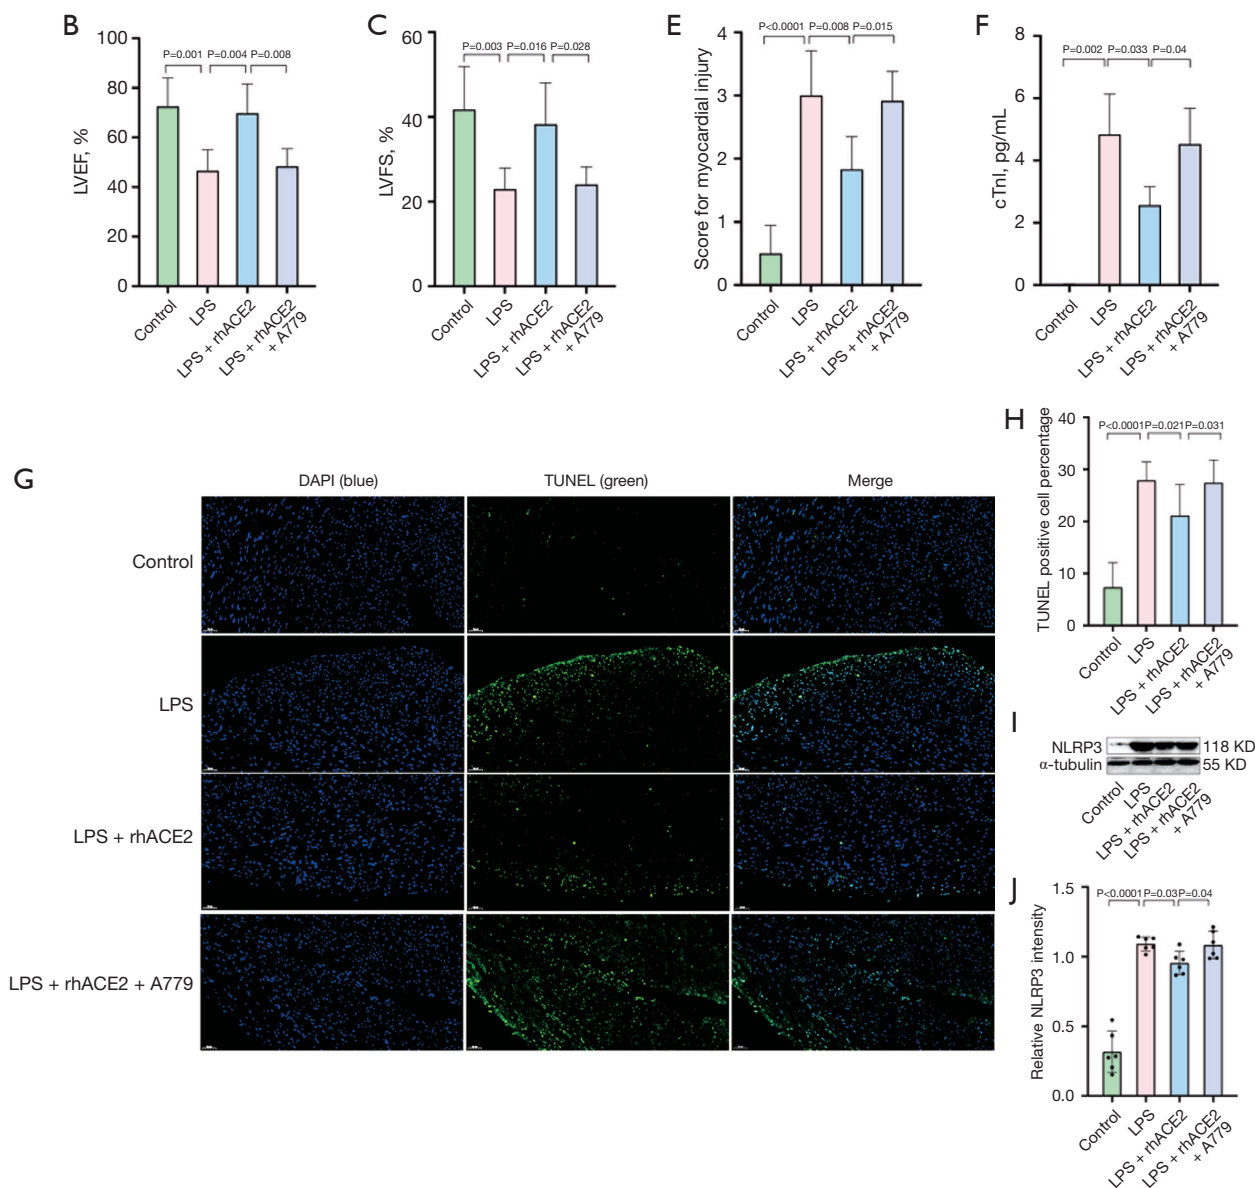 B
100
80
60
40
20
0
LVEF, %
P=0.001 P=0.004 P=0.008
Control
LPS
LPS + rhACE2
LPS + rhACE2
+ A779
C
60
40
20
0
LVFS, %
P=0.003 P=0.016 P=0.028
Control
LPS
LPS + rhACE2
LPS + rhACE2
+ A779
E
4
3
2
1
0
Score for myocardial injury
P<0.0001 P=0.008 P=0.015
Control
LPS
LPS + rhACE2
LPS + rhACE2
+ A779
F
8
6
4
2
0
cTnI, pg/mL
P=0.002 P=0.033 P=0.04
Control
LPS
LPS + rhACE2
LPS + rhACE2
+ A779
G
DAPI (blue) TUNEL (green) Merge
Control
LPS
LPS + rhACE2
LPS + rhACE2 + A779
H
40
30
20
10
0
TUNEL positive cell percentage
P<0.0001 P=0.021 P=0.031
Control
LPS
LPS + rhACE2
LPS + rhACE2
+ A779
I
NLRP3 118 KD
α-tubulin 55 KD
Control
LPS
LPS + rhACE2
LPS + rhACE2
+ A779
J
1.5
1.0
0.5
0.0
Relative NLRP3 intensity
P<0.0001 P=0.03 P=0.04
Control
LPS
LPS + rhACE2
LPS + rhACE2
+ A779